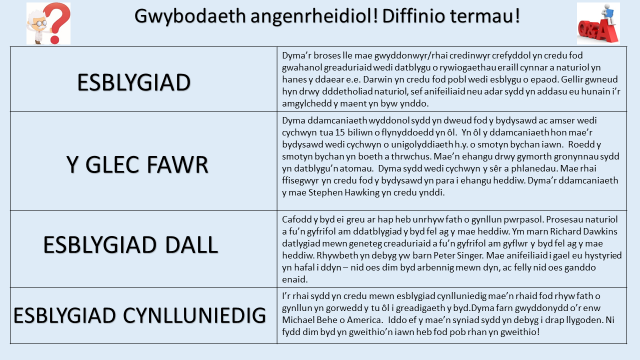 Gwybodaeth angenrheidiol! Diffinio termau!
ESBLYGIAD
Dyma'r broses lle mae gwyddonwyr/rhai credinwyr crefyddol yn credu fod
gwahanol greaduriaid wedi datblygu o rywiogaethau eraill cynnar a naturiol yn
hanes y ddaear e.e. Darwin yn credu fod pobl wedi esblygu o epaod. Gellir gwneud
hyn drwy dddetholiad naturiol, sef anifeiliaid neu adar sydd yn addasu eu hunain i'r
amgylchedd y maent yn byw ynddo.
Y GLEC FAWR
Dyma ddamcaniaeth wyddonol sydd yn dweud fod y bydysawd ac amser wedi
cychwyn tua 15 biliwn o flynyddoedd yn ôl. Yn ôl y ddamcaniaeth hon mae'r
bydysawd wedi cychwyn o unigolyddiaeth h.y. o smotyn bychan iawn. Roedd y
smotyn bychan yn boeth a thrwchus. Mae'n ehangu drwy gymorth gronynnau sydd
yn datblygu'n atomau. Dyma sydd wedi cychwyn y sêr a phlanedau. Mae rhai
ffisegwyr yn credu fod y bydysawd yn para i ehangu heddiw. Dyma'r ddamcaniaeth
y mae Stephen Hawking yn credu ynddi.
ESBLYGIAD DALL
Cafodd y byd ei greu ar hap heb unrhyw fath o gynllun pwrpasol. Prosesau naturiol
a fu'n gyfrifol am ddatblygiad y byd fel ag y mae heddiw. Ym marn Richard Dawkins
datlygiad mewn geneteg creaduriaid a fu'n gyfrifol am gyflwr y byd fel ag y mae
heddiw. Rhywbeth yn debyg yw barn Peter Singer. Mae anifeiliaid i gael eu hystyried
yn hafal i ddyn – nid oes dim byd arbennig mewn dyn, ac felly nid oes ganddo
enaid.
ESBLYGIAD CYNLLUNIEDIG
I'r rhai sydd yn credu mewn esblygiad cynlluniedig mae'n rhaid fod rhyw fath o
gynllun yn gorwedd y tu ôl i greadigaeth y byd.Dyma farn gwyddonydd o'r enw
Michael Behe o America. Iddo ef y mae'n syniad sydd yn debyg i drap llygoden. Ni
fydd dim byd yn gweithio'n iawn heb fod pob rhan yn gweithio!